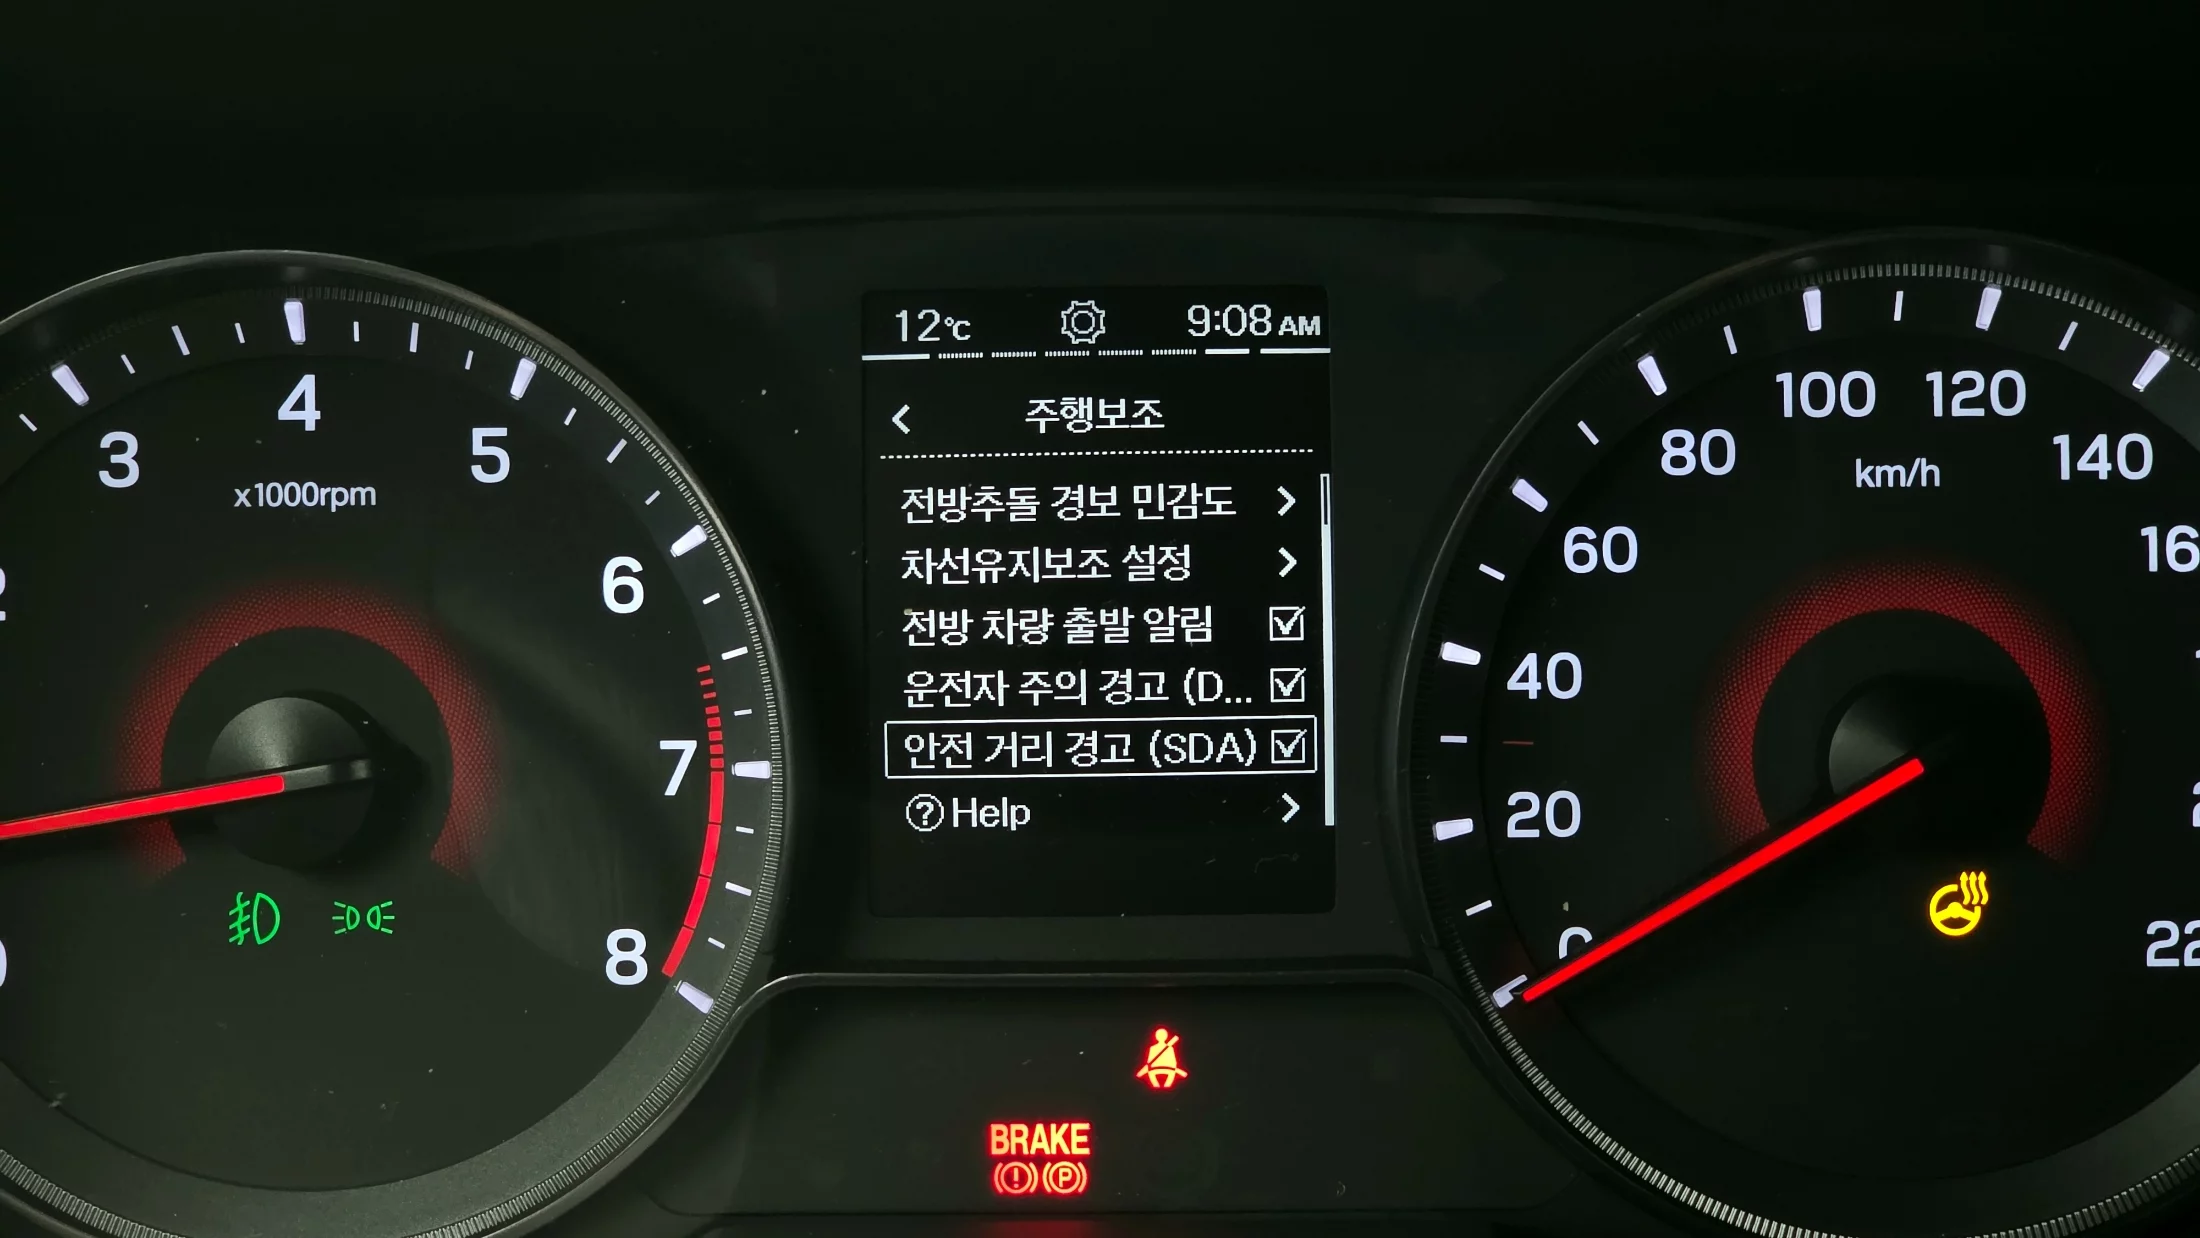 12℃ 9:08 AM
주행보조
전방추돌 경보 민감도
차선유지보조 설정
전방 차량 출발 알림
운전자 주의 경고 (D...
안전 거리 경고 (SDA)
? Help
3
4
5
6
7
8
x1000rpm
0
20
40
60
80
100
120
140
km/h
BRAKE
(!) (P)